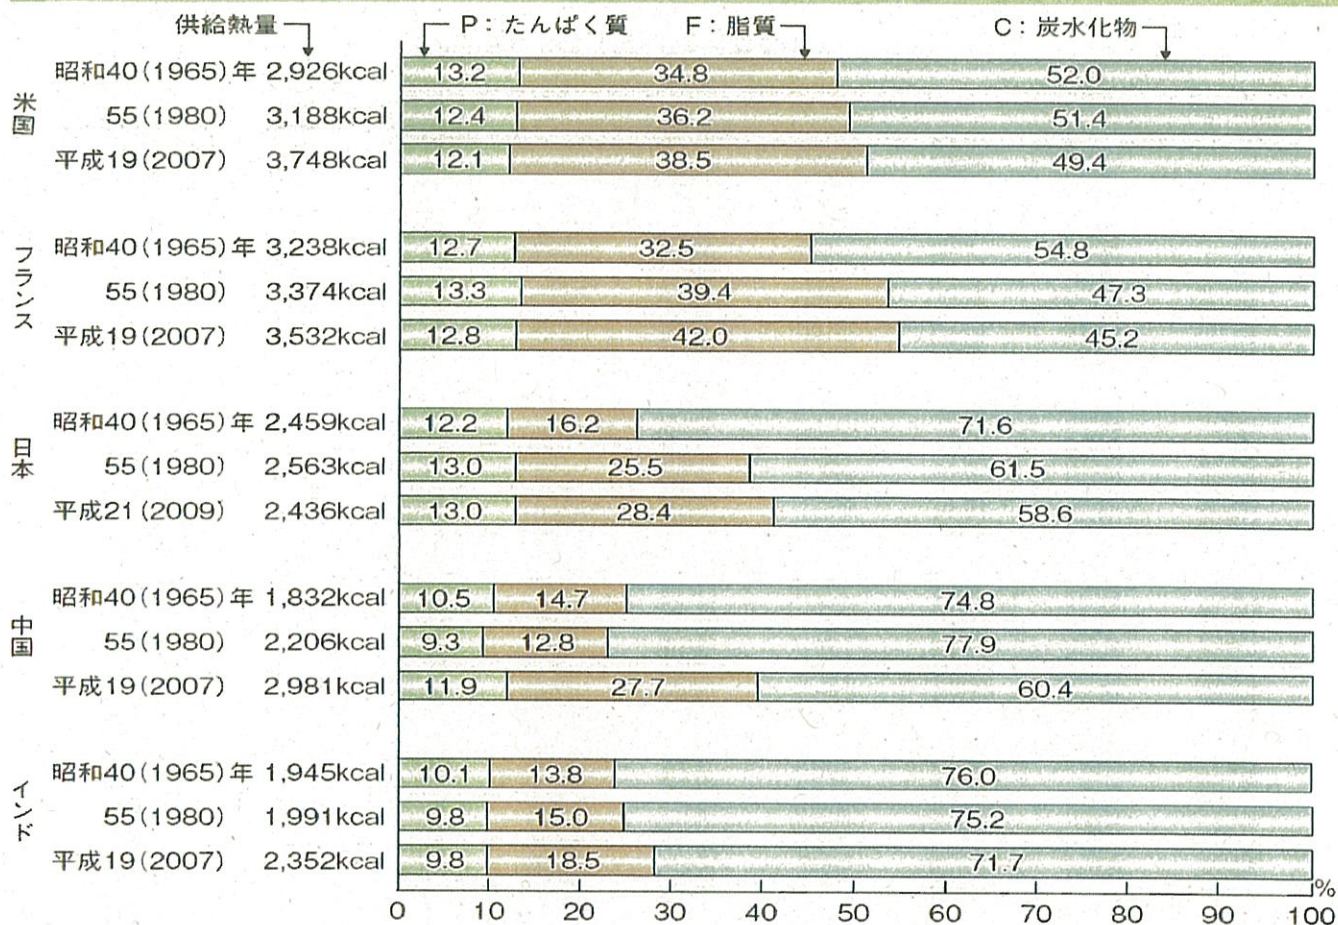 供給熱量 P：たんぱく質 F：脂質 C：炭水化物
米国
昭和40(1965)年 2,926kcal 13.2 34.8 52.0
55(1980) 3,188kcal 12.4 36.2 51.4
平成19(2007) 3,748kcal 12.1 38.5 49.4
フランス
昭和40(1965)年 3,238kcal 12.7 32.5 54.8
55(1980) 3,374kcal 13.3 39.4 47.3
平成19(2007) 3,532kcal 12.8 42.0 45.2
日本
昭和40(1965)年 2,459kcal 12.2 16.2 71.6
55(1980) 2,563kcal 13.0 25.5 61.5
平成21(2009) 2,436kcal 13.0 28.4 58.6
中国
昭和40(1965)年 1,832kcal 10.5 14.7 74.8
55(1980) 2,206kcal 9.3 12.8 77.9
平成19(2007) 2,981kcal 11.9 27.7 60.4
インド
昭和40(1965)年 1,945kcal 10.1 13.8 76.0
55(1980) 1,991kcal 9.8 15.0 75.2
平成19(2007) 2,352kcal 9.8 18.5 71.7
0 10 20 30 40 50 60 70 80 90 100 %